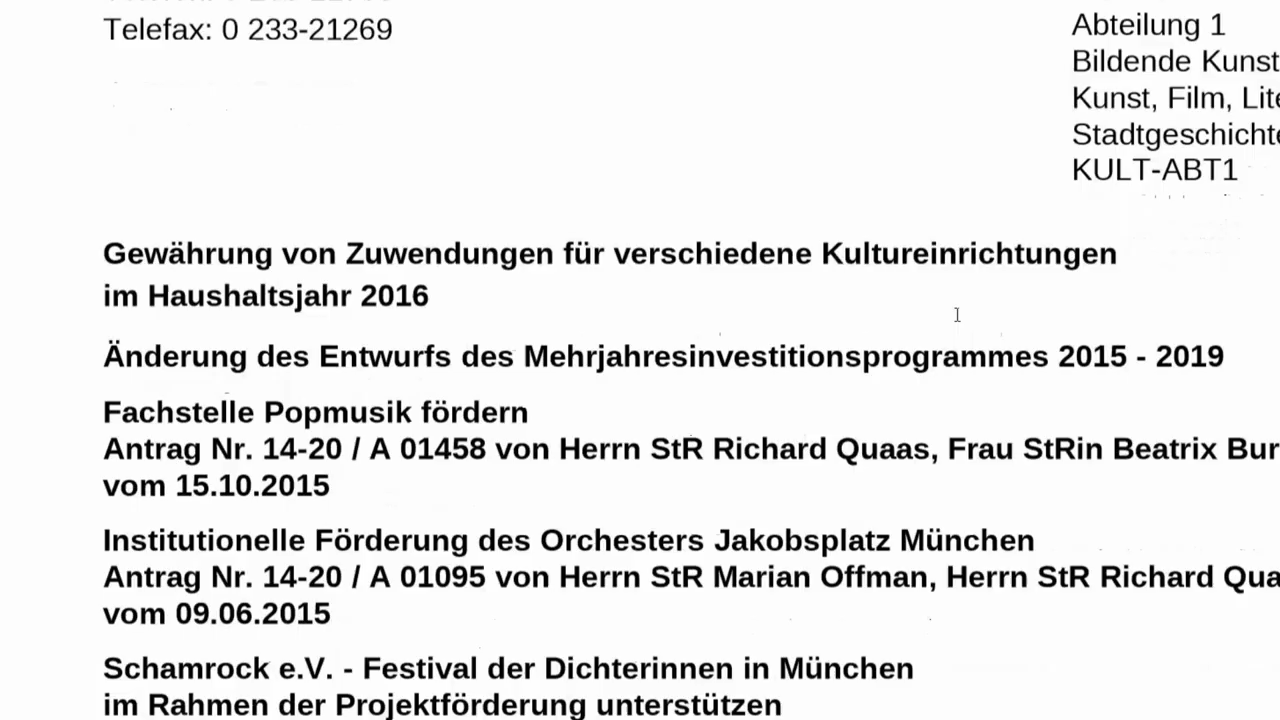 Telefax: 0 233-21269
Abteilung 1
Bildende Kunst
Kunst, Film,
Stadtgeschichte
KULT-ABT1
Gewährung von Zuwendungen für verschiedene Kultureinrichtungen
im Haushaltsjahr 2016
Änderung des Entwurfs des Mehrjahresinvestitionsprogrammes 2015 - 2019
Fachstelle Popmusik fördern
Antrag Nr. 14-20 / A 01458 von Herrn StR Richard Quaas, Frau StRin Beatrix
vom 15.10.2015
Institutionelle Förderung des Orchesters Jakobsplatz München
Antrag Nr. 14-20 / A 01095 von Herrn StR Marian Offman, Herrn StR Richard
vom 09.06.2015
Schamrock e.V. - Festival der Dichterinnen in München
im Rahmen der Projektförderung unterstützen